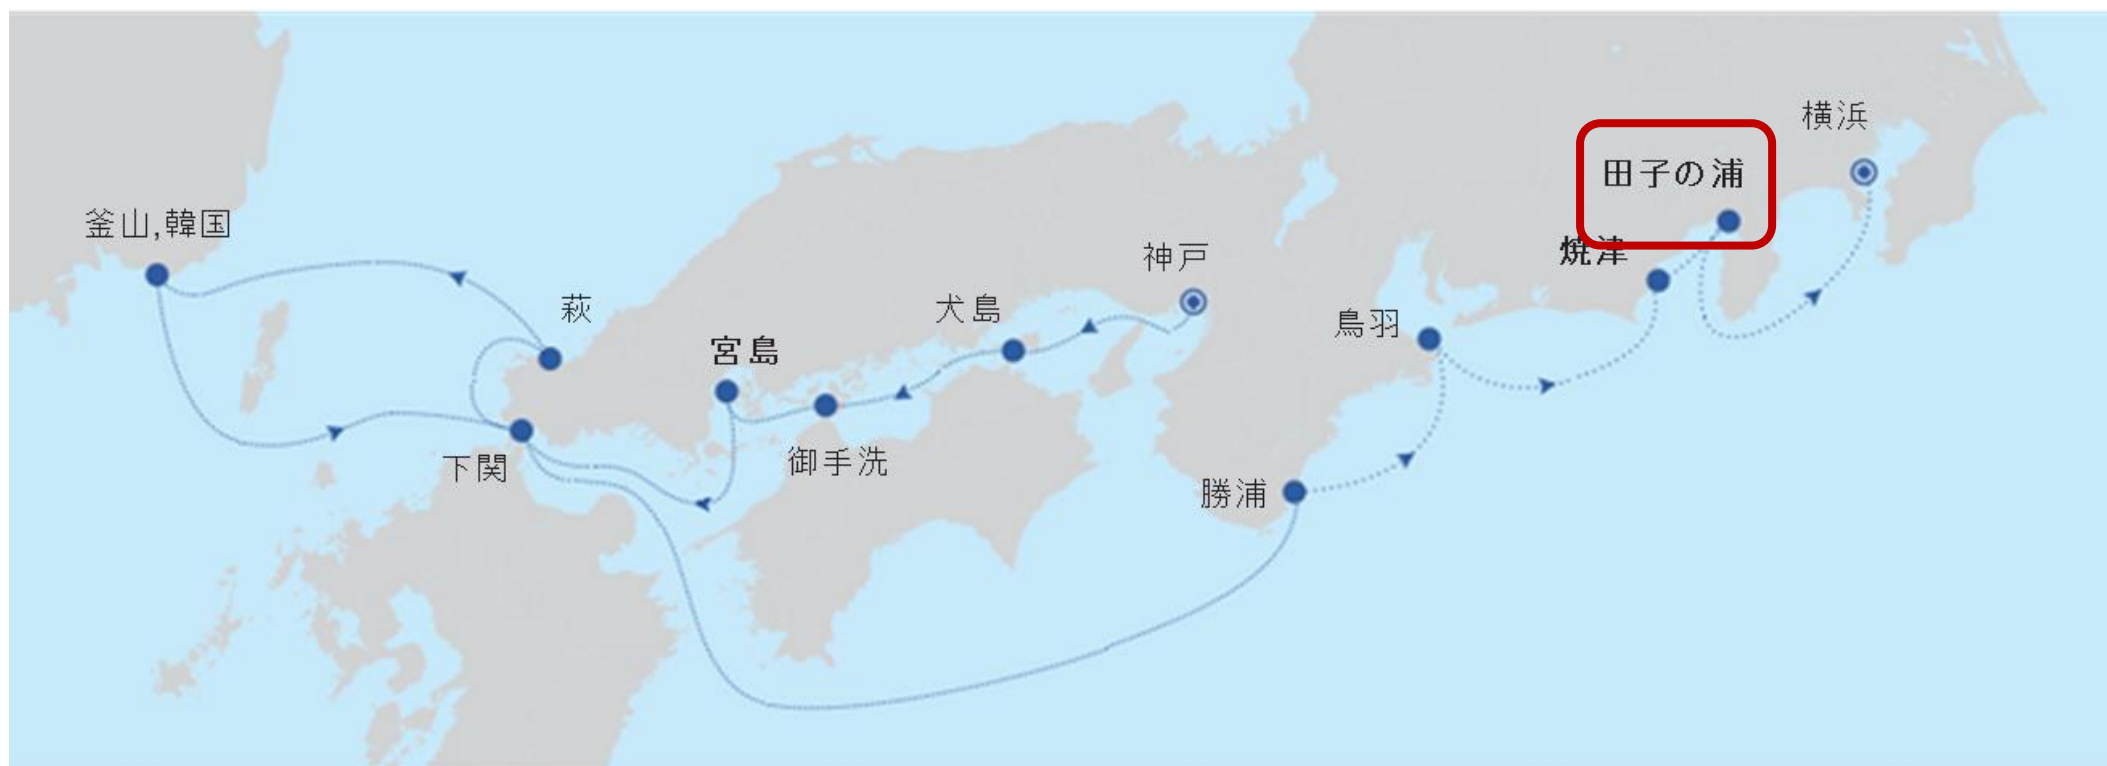 横浜
田子の浦
釜山,韓国
焼津
神戸
萩
犬島
鳥羽
宮島
御手洗
下関
勝浦